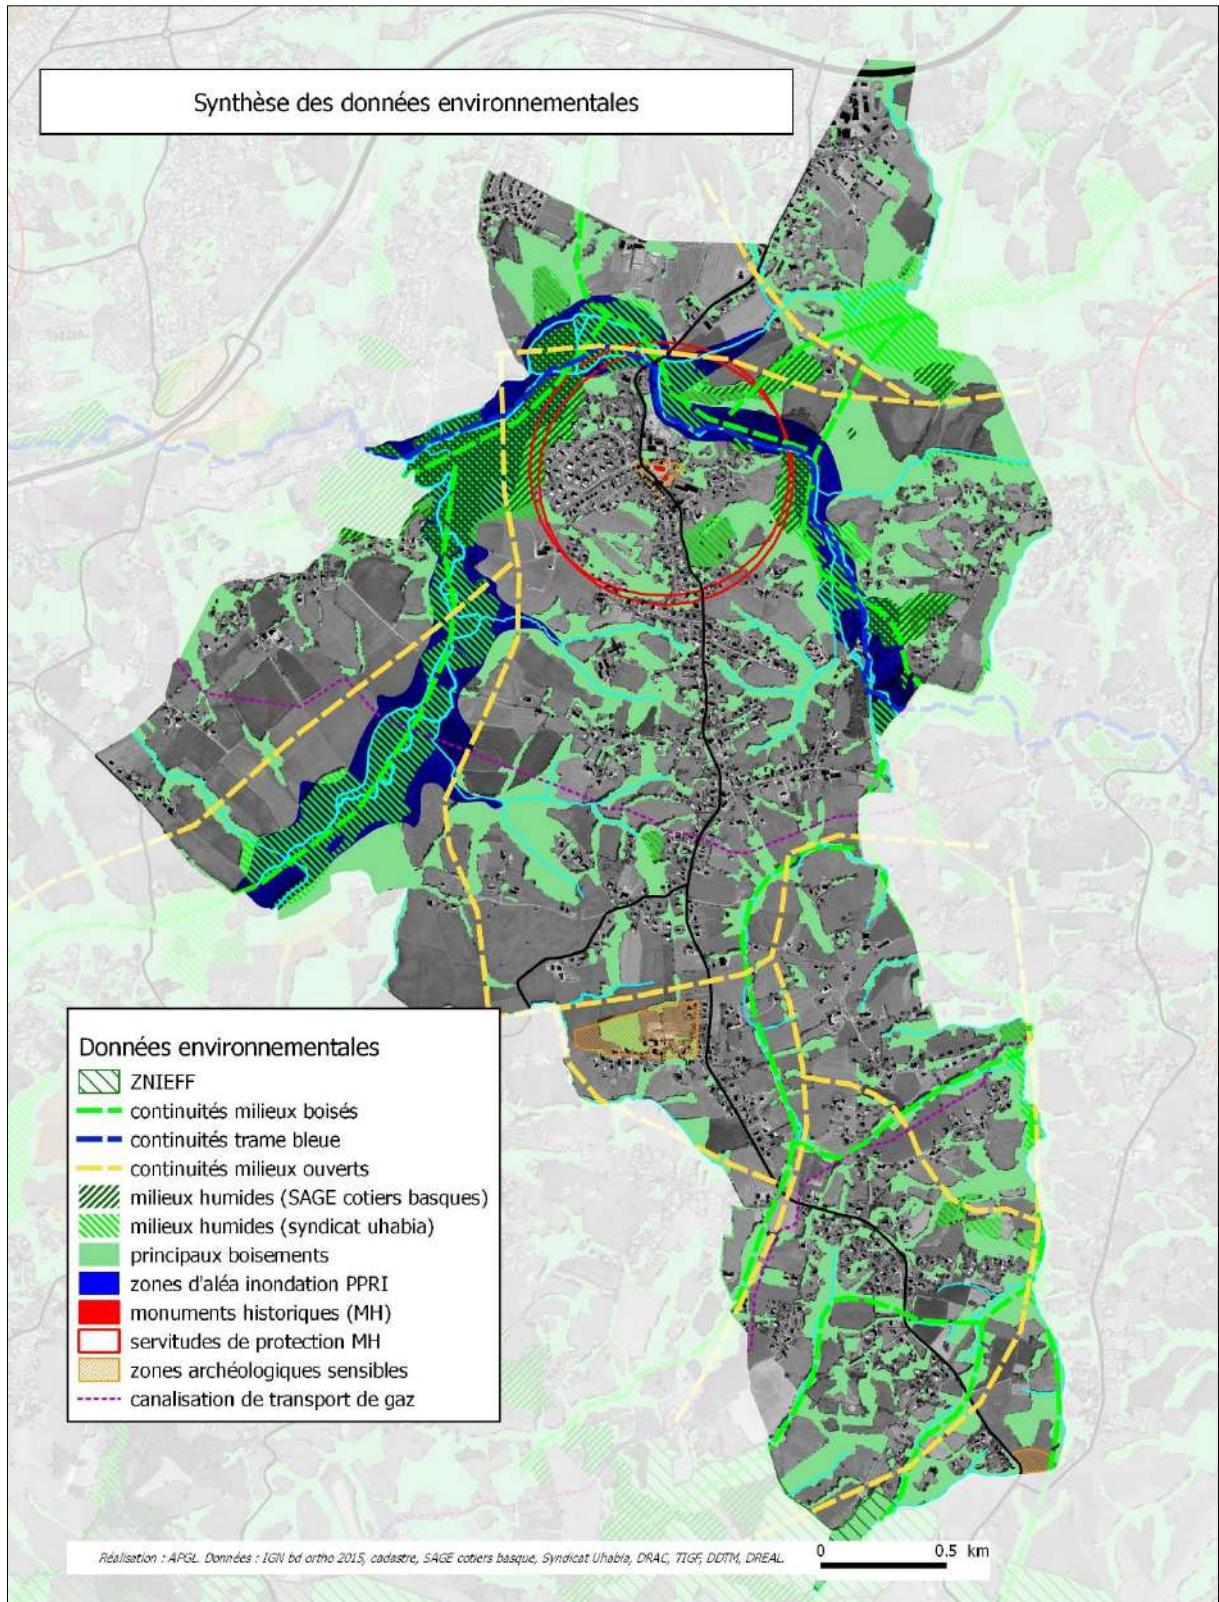 Synthèse des données environnementales
Données environnementales
ZNIEFF
continuités milieux boisés
continuités trame bleue
continuités milieux ouverts
milieux humides (SAGE cotiers basques)
milieux humides (syndicat uhabia)
principaux boisements
zones d'aléa inondation PPRI
monuments historiques (MH)
servitudes de protection MH
zones archéologiques sensibles
canalisation de transport de gaz
Réalisation : APGL. Données : IGN bd ortho 2015, cadastre, SAGE cotiers basque, Syndicat Uhabia, DRAC, TIGF, DDTM, DREAL.
0 0.5 km